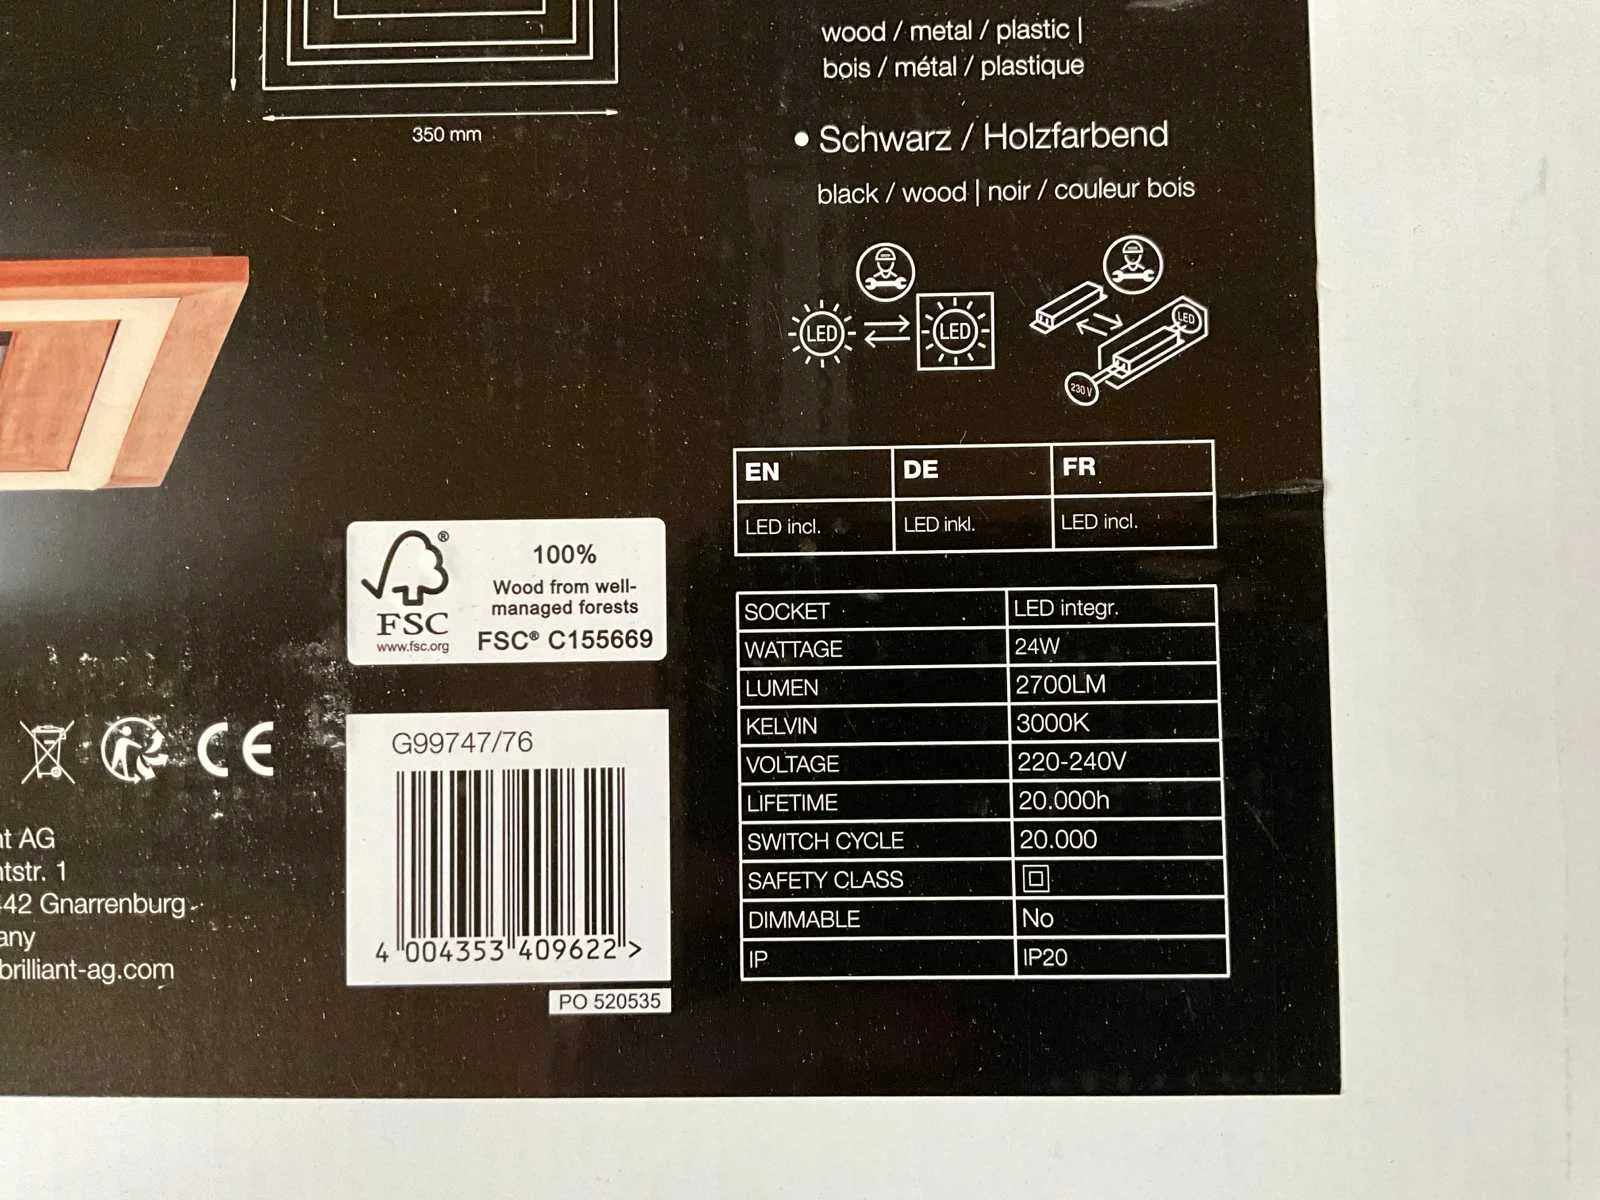 wood / metal / plastic |
bois / métal / plastique
350 mm
• Schwarz / Holzfarbend
black / wood | noir / couleur bois
LED
LED
LED
230 V
EN DE FR
LED incl. LED inkl. LED incl.
100%
Wood from well-
managed forests
FSC® C155669
®
FSC
www.fsc.org
SOCKET LED integr.
WATTAGE 24W
LUMEN 2700LM
KELVIN 3000K
VOLTAGE 220-240V
LIFETIME 20.000h
SWITCH CYCLE 20.000
SAFETY CLASS
DIMMABLE No
IP IP20
CE
AG
1
42 Gnarrenburg
brilliant-ag.com
G99747/76
4 004353 409622 >
PO 520535